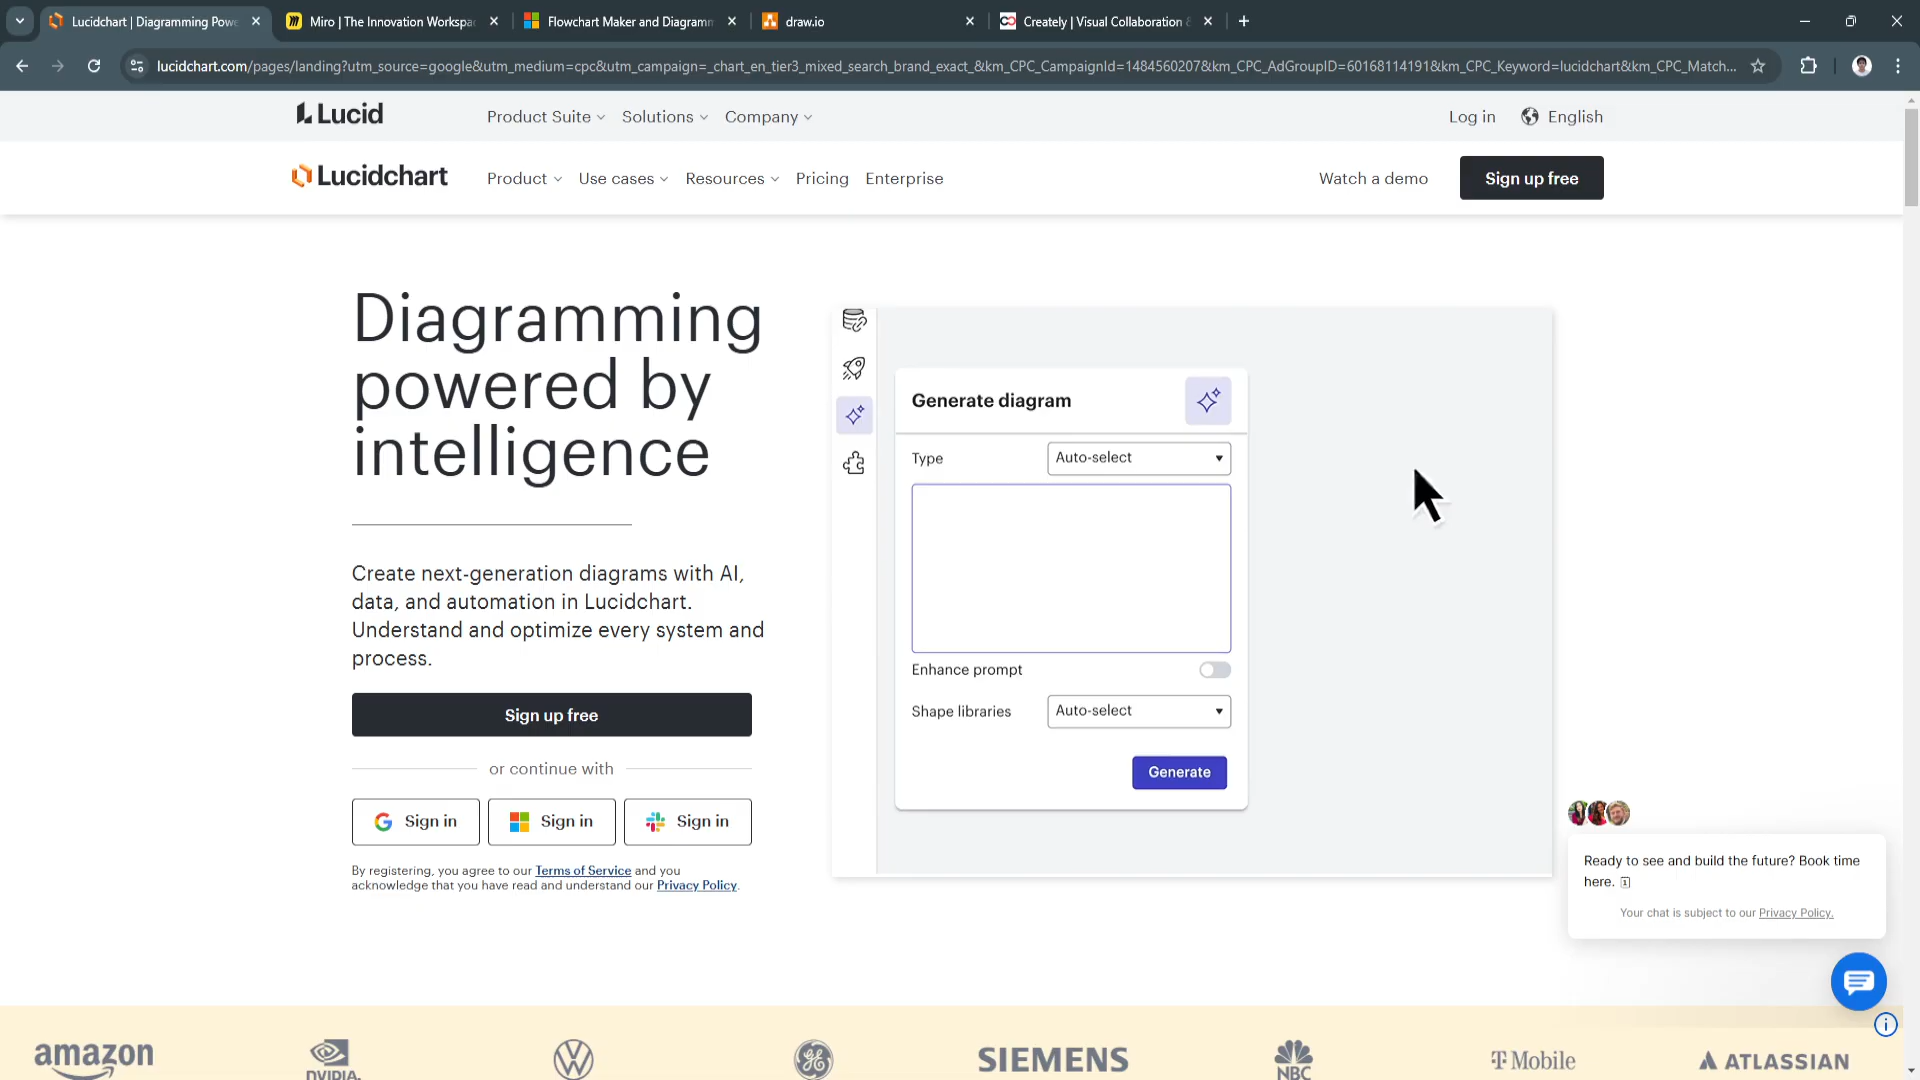 Lucidchart | Diagramming Powe
Miro | The Innovation Workspac
Flowchart Maker and Diagramm
draw.io
Creately | Visual Collaboration &
lucidchart.com/pages/landing?utm_source=google&utm_medium=cpc&utm_campaign=_chart_en_tier3_mixed_search_brand_exact_&km_CPC_CampaignId=1484560207&km_CPC_AdGroupID=60168114191&km_CPC_Keyword=lucidchart&km_CPC_Match...
Lucid
Product Suite
Solutions
Company
Log in
English
Lucidchart
Product
Use cases
Resources
Pricing
Enterprise
Watch a demo
Sign up free
Diagramming
powered by
intelligence
Create next-generation diagrams with AI,
data, and automation in Lucidchart.
Understand and optimize every system and
process.
Sign up free
or continue with
Sign in
Sign in
Sign in
By registering, you agree to our Terms of Service and you
acknowledge that you have read and understand our Privacy Policy.
Generate diagram
Type
Auto-select
Enhance prompt
Shape libraries
Auto-select
Generate
Ready to see and build the future? Book time
here.
Your chat is subject to our Privacy Policy.
amazon
NVIDIA.
GE
SIEMENS
NBC
T Mobile
ATLASSIAN